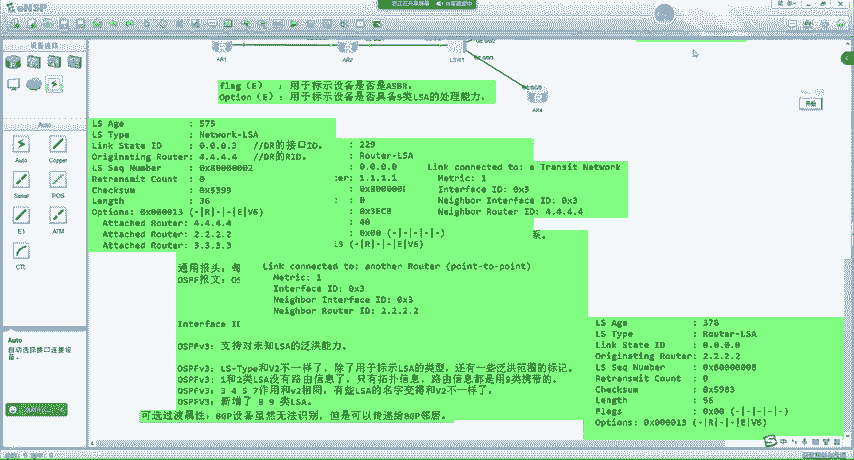 eNSP
AR1
AR2
LSW1
AR4
设备选择
Auto
Auto
Copper
Serial
POS
E1
ATM
CTL
Auto
自动选择接口连接设备。
flag（E） ：用于标示设备是否是ASBR。
Option（E）：用于标示设备是否具备5类LSA的处理能力。
LS Age : 575
LS Type : Network-LSA
Link State ID : 0.0.0.3 //DR的接口ID。
Originating Router: 4.4.4.4 //DR的RID。
LS Seq Number : 0x80000002
Retransmit Count : 0
Checksum : 0x5399
Length : 36
Options: 0x000013 (-|R|-|-|E|V6)
Attached Router: 4.4.4.4
Attached Router: 2.2.2.2
Attached Router: 3.3.3.3
: 229
: Router-LSA
: 0.0.0.0
ter: 1.1.1.1
: 0
: 40
: 0x00 (-|-|-|-|-)
(-|R|-|-|E|V6)
Link connected to: a Transit Network
Metric: 1
Interface ID: 0x3
Neighbor Interface ID: 0x3
Neighbor Router ID: 4.4.4.4
系。
通用报头：
OSPF报文：
Link connected to: another Router (point-to-point)
Metric: 1
Interface ID: 0x3
Neighbor Interface ID: 0x3
Neighbor Router ID: 2.2.2.2
Interface ID
OSPFv3：支持对未知LSA的泛洪能力。
OSPFv3：LS-Type和V2不一样了，除了用于标示LSA的类型，还有一些泛洪范围的标记。
OSPFv3：1和2类LSA没有路由信息了，只有拓扑信息，路由信息都是用9类携带的。
OSPFv3：3 4 5 7作用和v2相同，有些LSA的名字变得和V2不一样了。
OSPFV3：新增了 8 9 类LSA。
可选过渡属性：BGP设备虽然无法识别，但是可以传递给BGP邻居。
LS Age : 378
LS Type : Router-LSA
Link State ID : 0.0.0.0
Originating Router: 2.2.2.2
LS Seq Number : 0x80000008
Retransmit Count : 0
Checksum : 0x5983
Length : 96
Flags : 0x00 (-|-|-|-|-)
Options: 0x000013 (-|R|-|-|E|V6)